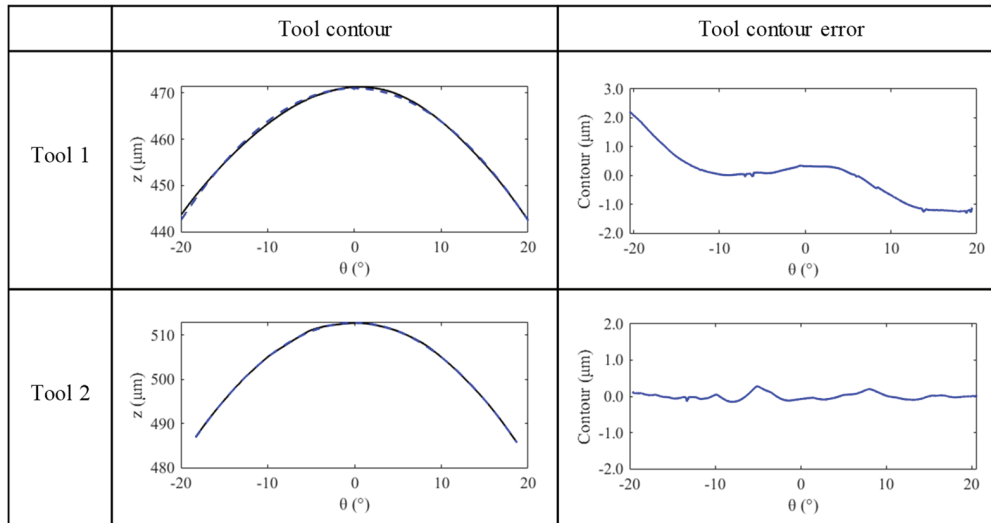 Tool contour
Tool contour error
Tool 1
470
460
450
440
z (μm)
-20 -10 0 10 20
θ (°)
3.0
2.0
1.0
0.0
-1.0
-2.0
Contour (μm)
-20 -10 0 10 20
θ (°)
Tool 2
510
500
490
480
z (μm)
-20 -10 0 10 20
θ (°)
2.0
1.0
0.0
-1.0
-2.0
Contour (μm)
-20 -10 0 10 20
θ (°)